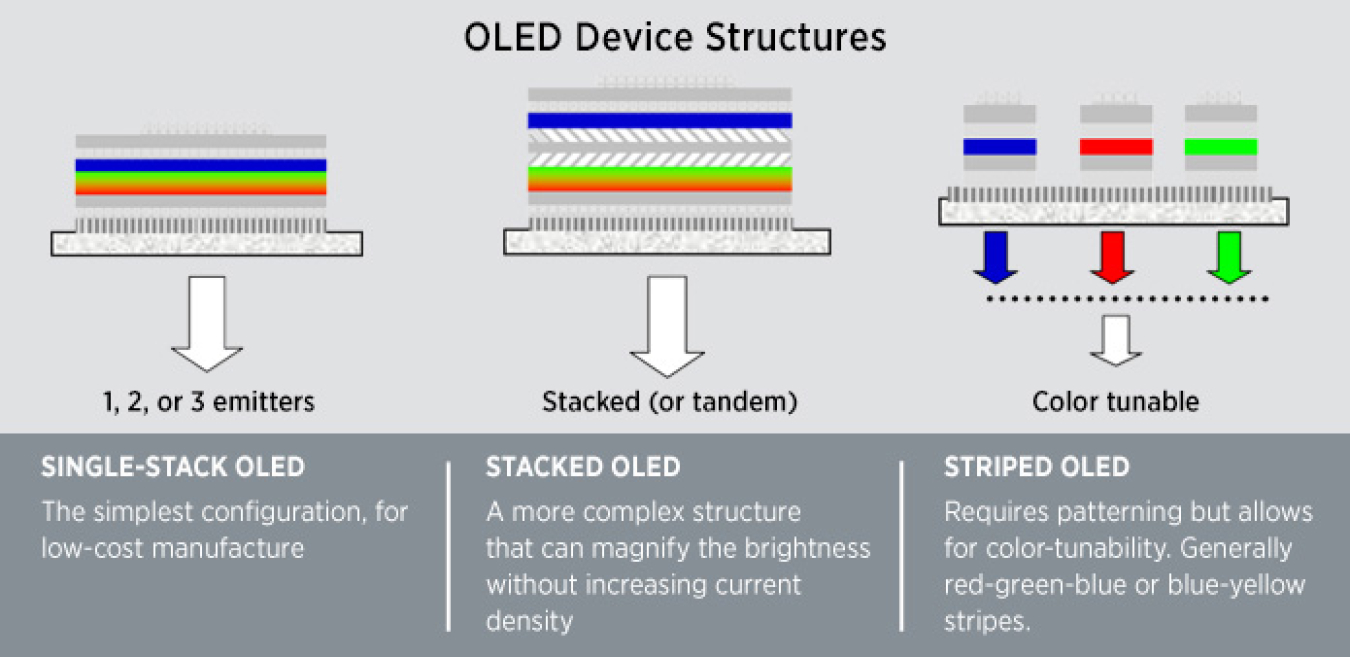 OLED Device Structures
1, 2, or 3 emitters
Stacked (or tandem)
Color tunable
SINGLE-STACK OLED
The simplest configuration, for
low-cost manufacture
STACKED OLED
A more complex structure
that can magnify the brightness
without increasing current
density
STRIPED OLED
Requires patterning but allows
for color-tunability. Generally
red-green-blue or blue-yellow
stripes.